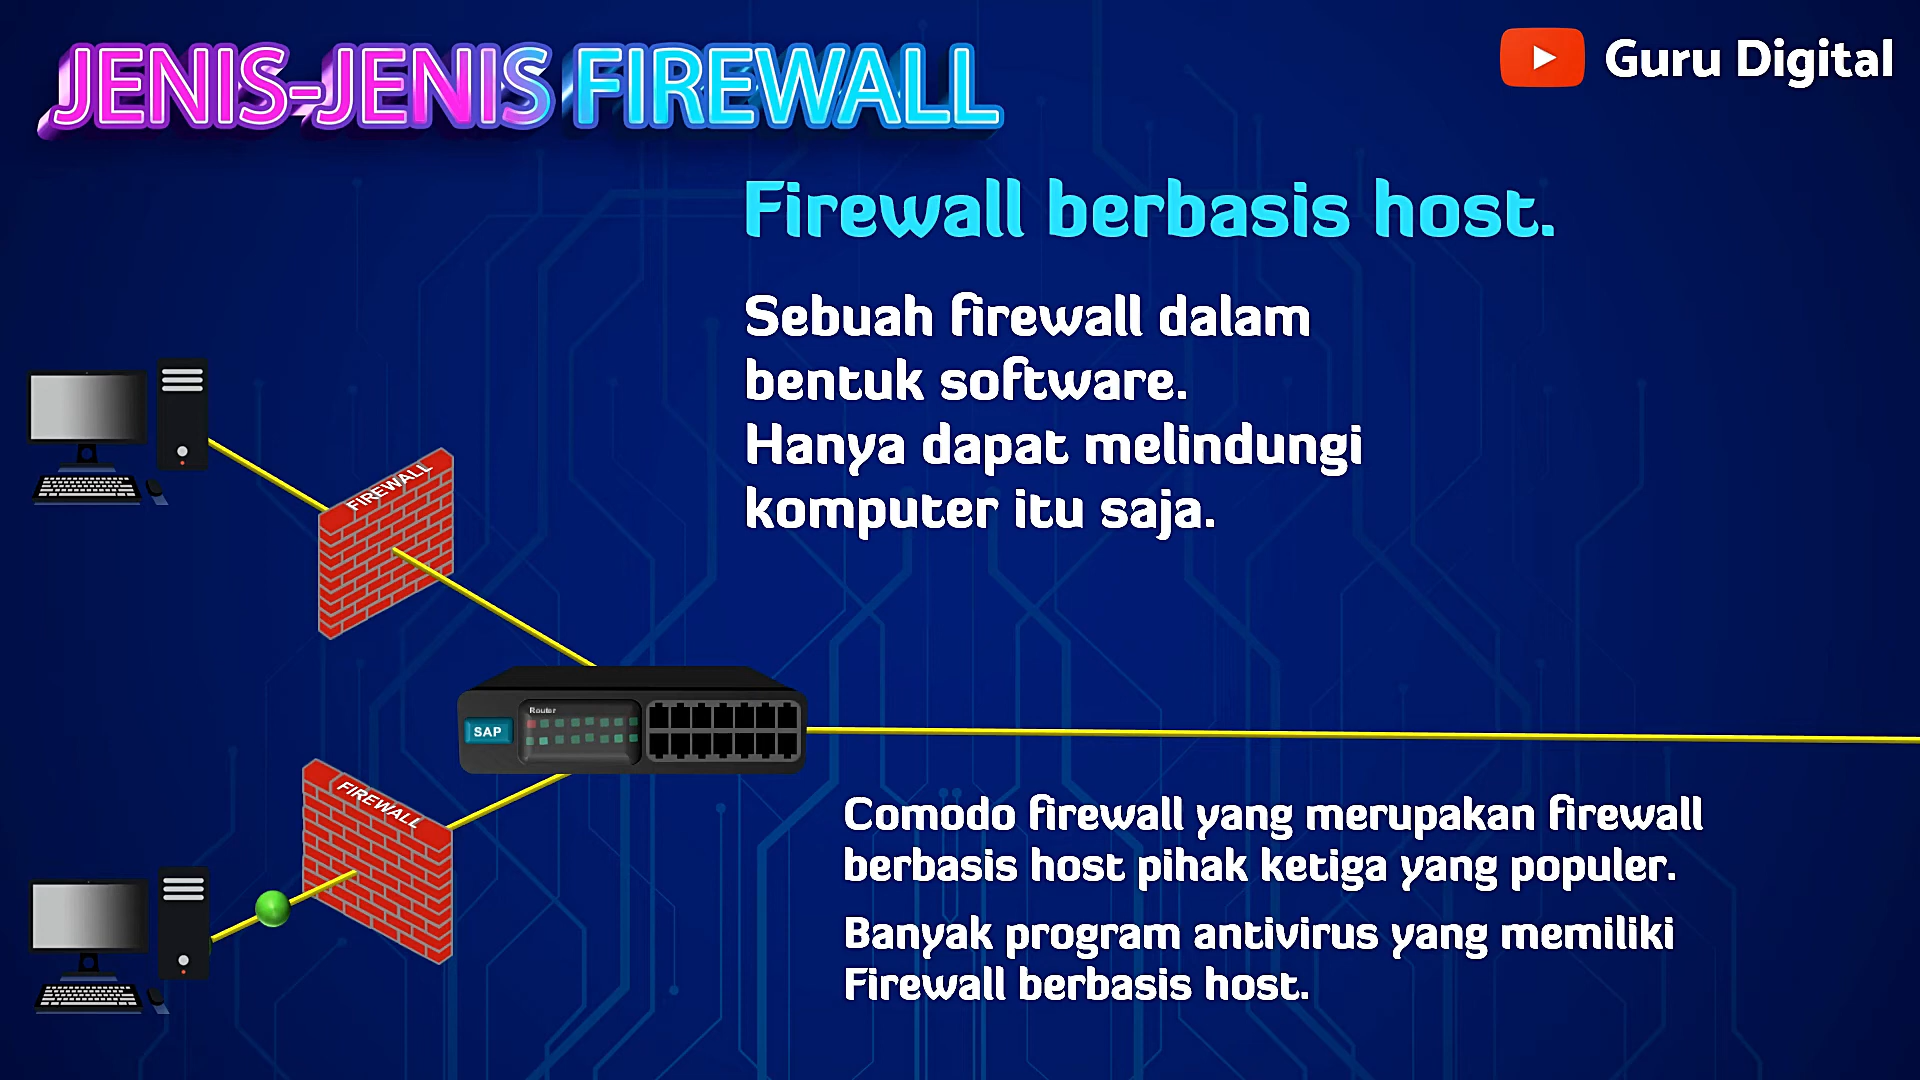 JENIS-JENIS FIREWALL
Guru Digital
Firewall berbasis host.
Sebuah firewall dalam
bentuk software.
Hanya dapat melindungi
komputer itu saja.
FIREWALL
Router
SAP
FIREWALL
Comodo firewall yang merupakan firewall
berbasis host pihak ketiga yang populer.
Banyak program antivirus yang memiliki
Firewall berbasis host.